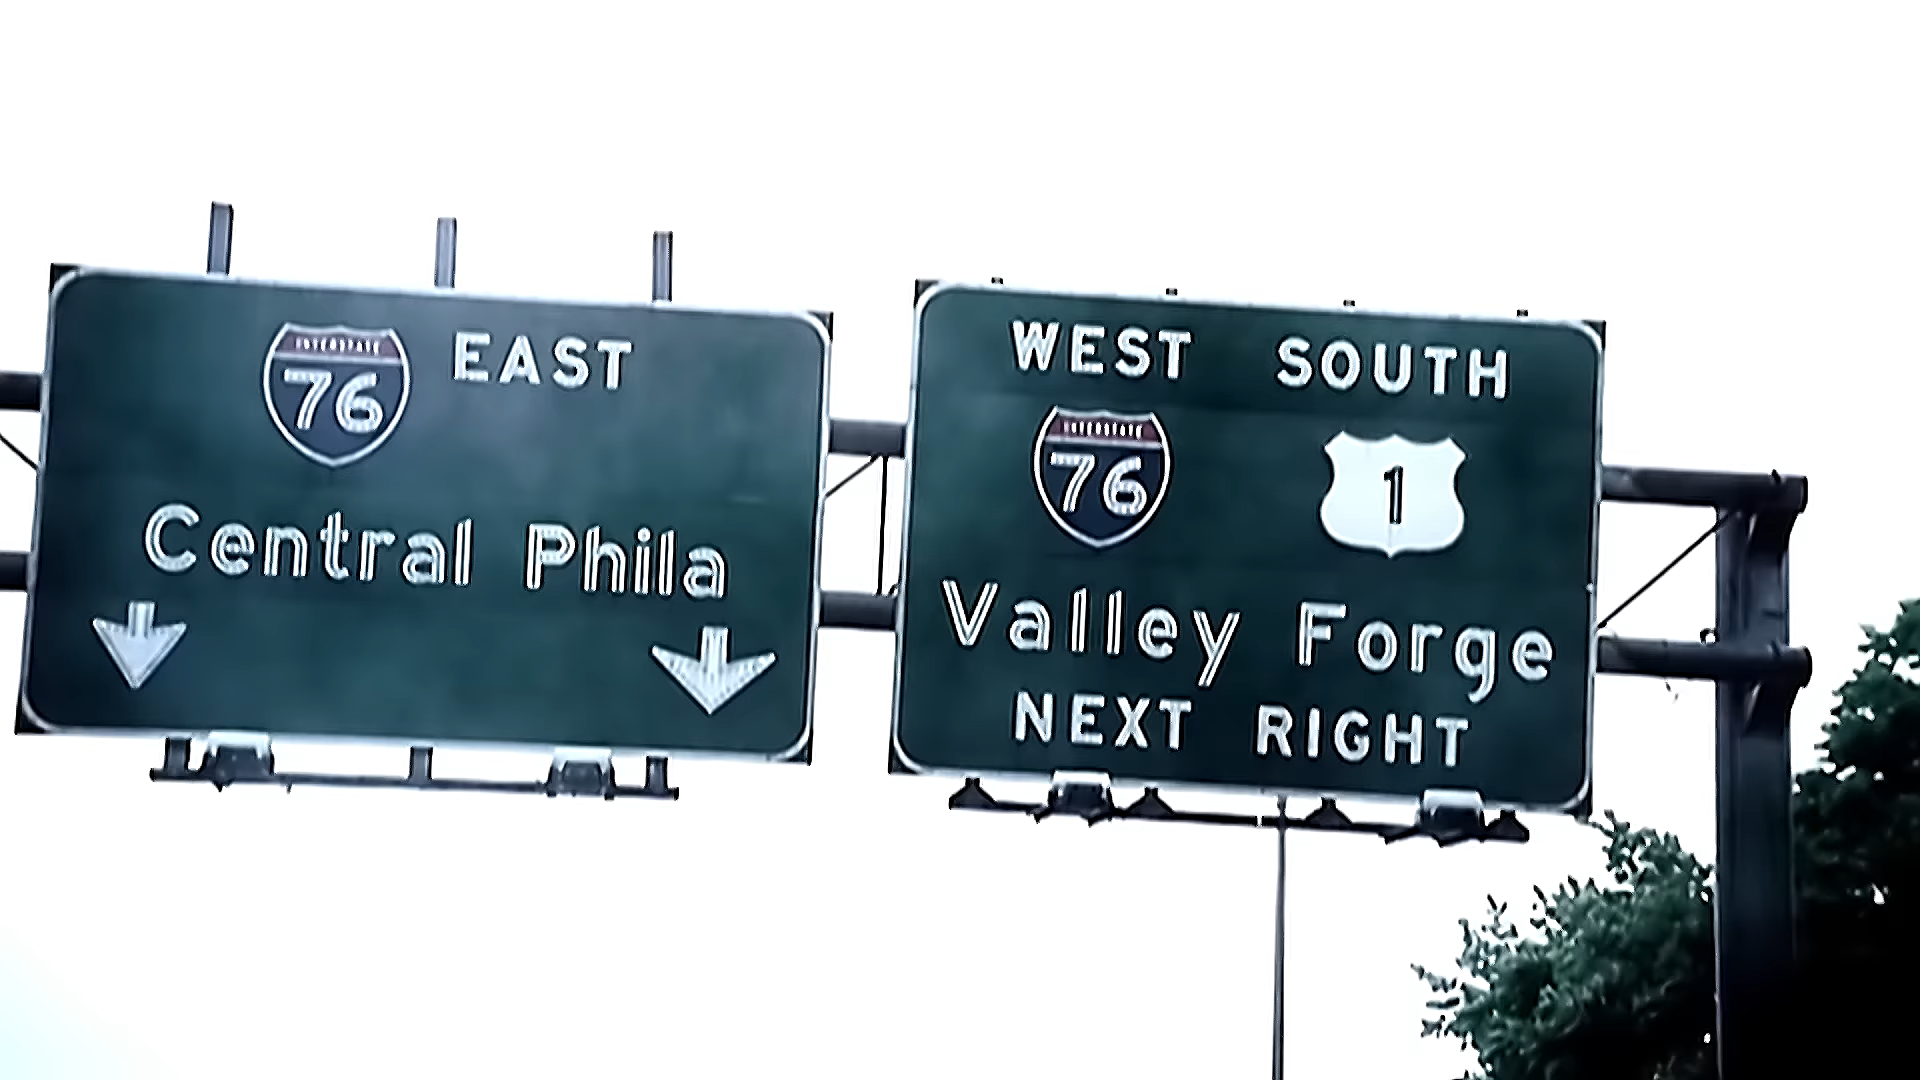 INTERSTATE
76 EAST
Central Phila
WEST SOUTH
INTERSTATE
76 1
Valley Forge
NEXT RIGHT